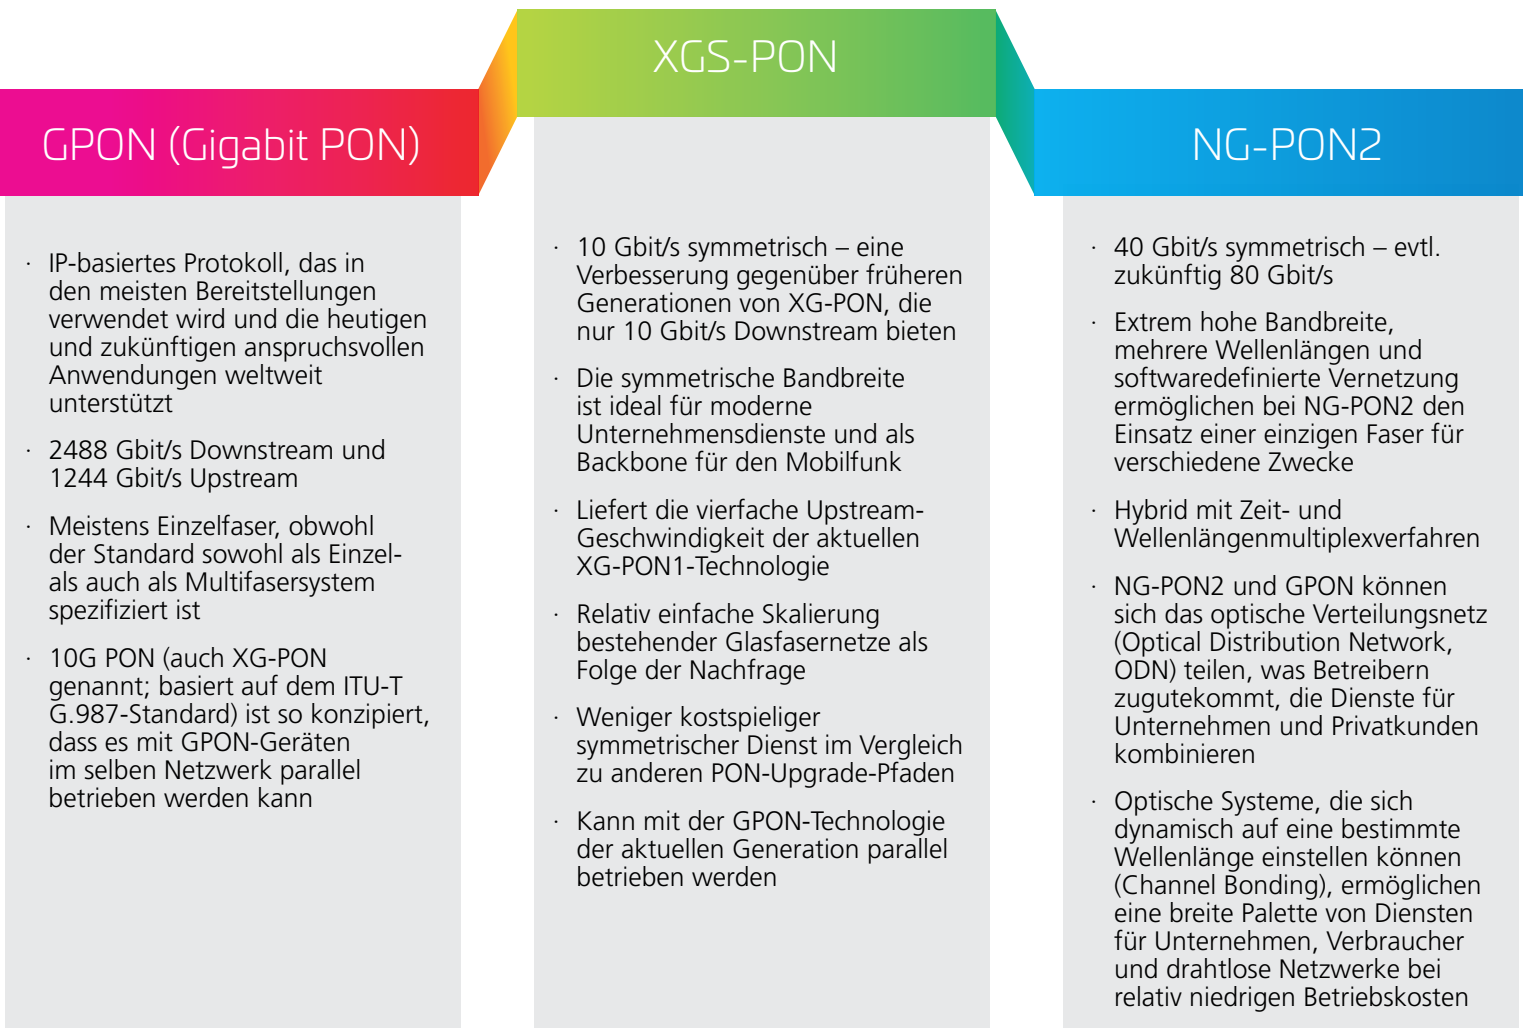 GPON (Gigabit PON)
· IP-basiertes Protokoll, das in
den meisten Bereitstellungen
verwendet wird und die heutigen
und zukünftigen anspruchsvollen
Anwendungen weltweit
unterstützt
· 2488 Gbit/s Downstream und
1244 Gbit/s Upstream
· Meistens Einzelfaser, obwohl
der Standard sowohl als Einzel-
als auch als Multifasersystem
spezifiziert ist
· 10G PON (auch XG-PON
genannt; basiert auf dem ITU-T
G.987-Standard) ist so konzipiert,
dass es mit GPON-Geräten
im selben Netzwerk parallel
betrieben werden kann
XGS-PON
· 10 Gbit/s symmetrisch – eine
Verbesserung gegenüber früheren
Generationen von XG-PON, die
nur 10 Gbit/s Downstream bieten
· Die symmetrische Bandbreite
ist ideal für moderne
Unternehmensdienste und als
Backbone für den Mobilfunk
· Liefert die vierfache Upstream-
Geschwindigkeit der aktuellen
XG-PON1-Technologie
· Relativ einfache Skalierung
bestehender Glasfasernetze als
Folge der Nachfrage
· Weniger kostspieliger
symmetrischer Dienst im Vergleich
zu anderen PON-Upgrade-Pfaden
· Kann mit der GPON-Technologie
der aktuellen Generation parallel
betrieben werden
NG-PON2
· 40 Gbit/s symmetrisch – evtl.
zukünftig 80 Gbit/s
· Extrem hohe Bandbreite,
mehrere Wellenlängen und
softwaredefinierte Vernetzung
ermöglichen bei NG-PON2 den
Einsatz einer einzigen Faser für
verschiedene Zwecke
· Hybrid mit Zeit- und
Wellenlängenmultiplexverfahren
· NG-PON2 und GPON können
sich das optische Verteilungsnetz
(Optical Distribution Network,
ODN) teilen, was Betreibern
zugutekommt, die Dienste für
Unternehmen und Privatkunden
kombinieren
· Optische Systeme, die sich
dynamisch auf eine bestimmte
Wellenlänge einstellen können
(Channel Bonding), ermöglichen
eine breite Palette von Diensten
für Unternehmen, Verbraucher
und drahtlose Netzwerke bei
relativ niedrigen Betriebskosten